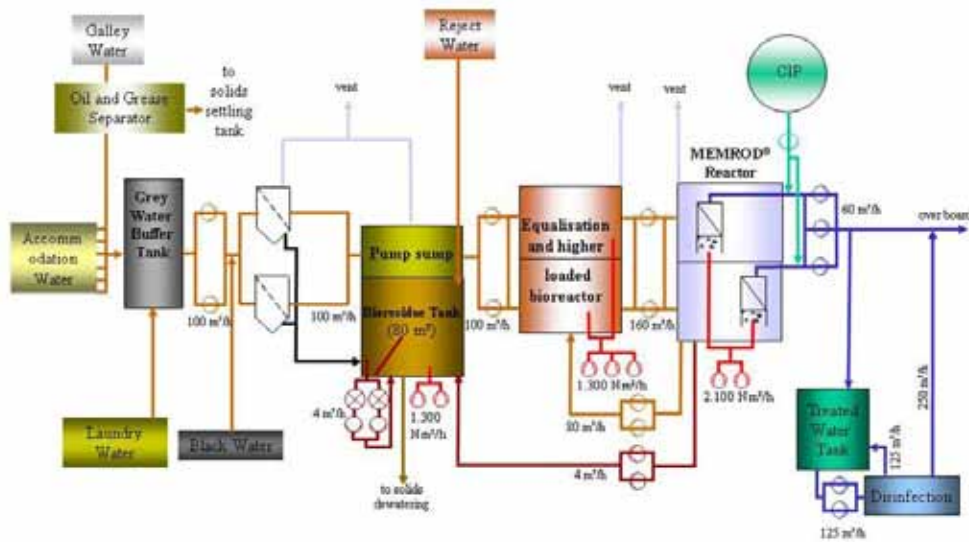 Galley
Water
Reject
Water
Oil and Grease
Separator
to
solids
settling
tank
vent
vent
vent
CIP
MEMROD®
Reactor
Grey
Water
Buffer
Tank
Accomm
odation
Water
60 m³/h
over board
Equalisation
and higher
loaded
bioreactor
Pump sump
Bioresidue Tank
(80 m³)
100 m³/h
100 m³/h
100 m³/h
160 m³/h
1.300 Nm³/h
2.100 Nm³/h
4 m³/h
1.300
Nm³/h
80 m³/h
4 m³/h
Laundry
Water
Black Water
to solids
dewatering
Treated
Water
Tank
125 m³/h
250 m³/h
Disinfection
125 m³/h